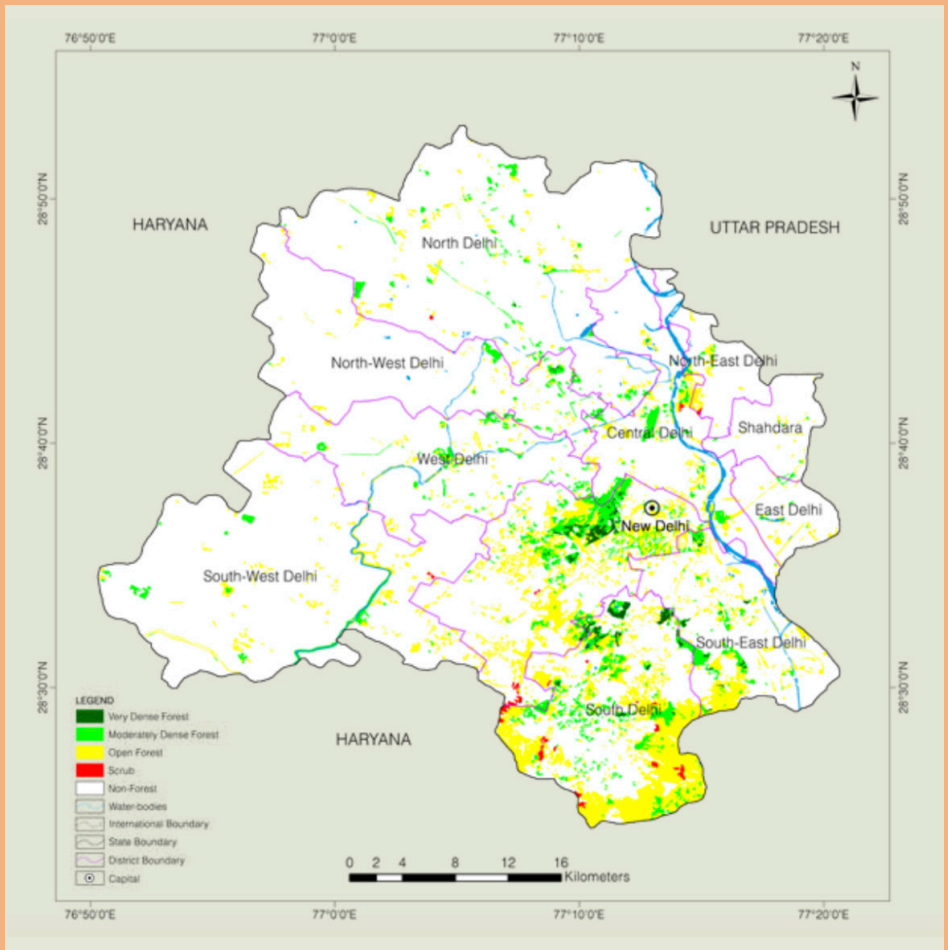 76°50'0"E 77°0'0"E 77°10'0"E 77°20'0"E
N
28°50'0"N 28°50'0"N
HARYANA UTTAR PRADESH
North Delhi
North-West Delhi North-East Delhi
Central Delhi Shahdara
28°40'0"N 28°40'0"N
West Delhi
East Delhi
New Delhi
South-West Delhi
South-East Delhi
28°30'0"N 28°30'0"N
South Delhi
HARYANA
LEGEND
Very Dense Forest
Moderately Dense Forest
Open Forest
Scrub
Non-Forest
Water-bodies
International Boundary
State Boundary
District Boundary
Capital
0 2 4 8 12 16
Kilometers
76°50'0"E 77°0'0"E 77°10'0"E 77°20'0"E